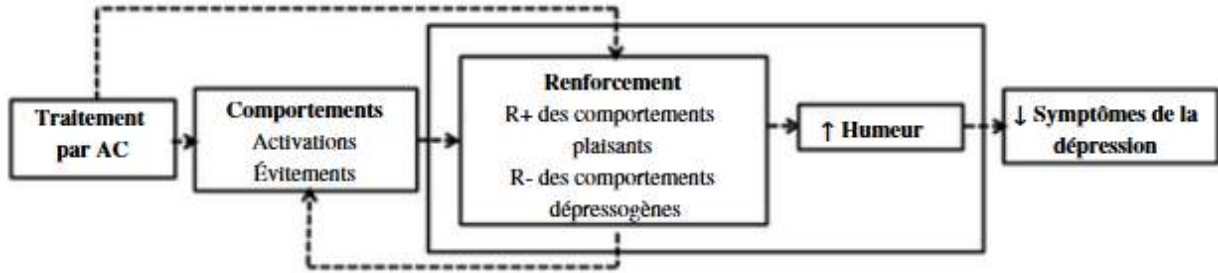 Traitement
par AC
Comportements
Activations
Évitements
Renforcement
R+ des comportements
plaisants
R- des comportements
dépressogènes
↑ Humeur
↓ Symptômes de la
dépression